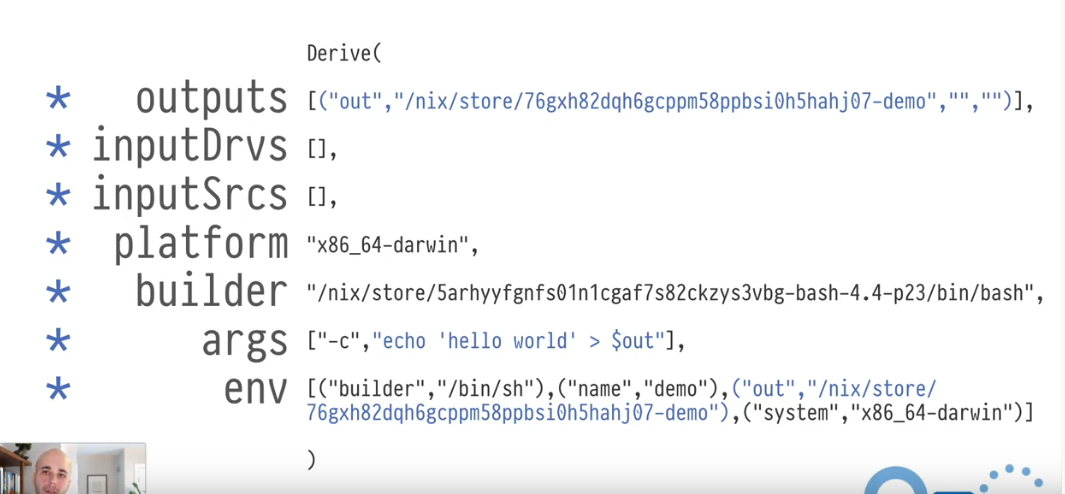 Derive(
* outputs [("out","/nix/store/76gxh82dqh6gcppm58ppbsi0h5hahj07-demo","","")],
* inputDrvs [],
* inputSrcs [],
* platform "x86_64-darwin",
* builder "/nix/store/5arhyyfgnfs01n1cgaf7s82ckzys3vbg-bash-4.4-p23/bin/bash",
* args ["-c","echo 'hello world' > $out"],
* env [("builder","/bin/sh"),("name","demo"),("out","/nix/store/
76gxh82dqh6gcppm58ppbsi0h5hahj07-demo"),("system","x86_64-darwin")]
)